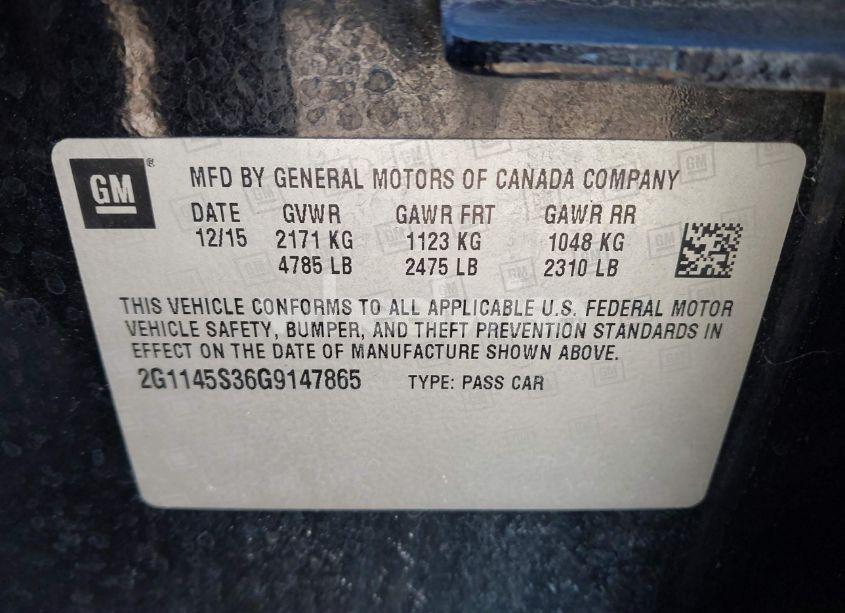 GM ®
MFD BY GENERAL MOTORS OF CANADA COMPANY
DATE GVWR GAWR FRT GAWR RR
12/15 2171 KG 1123 KG 1048 KG
4785 LB 2475 LB 2310 LB
THIS VEHICLE CONFORMS TO ALL APPLICABLE U.S. FEDERAL MOTOR
VEHICLE SAFETY, BUMPER, AND THEFT PREVENTION STANDARDS IN
EFFECT ON THE DATE OF MANUFACTURE SHOWN ABOVE.
2G1145S36G9147865 TYPE: PASS CAR